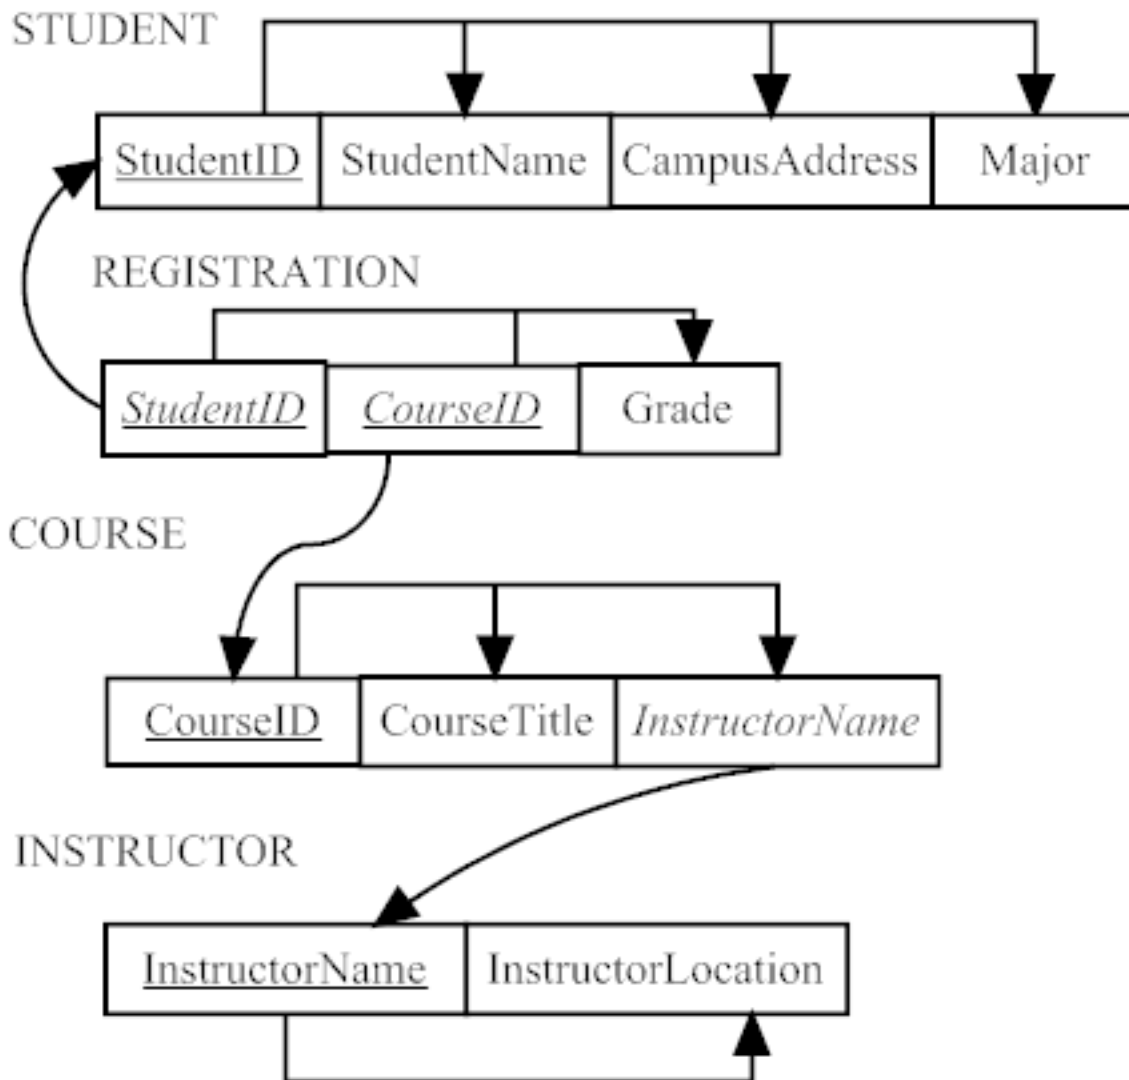 STUDENT
StudentID StudentName CampusAddress Major
REGISTRATION
StudentID CourseID Grade
COURSE
CourseID CourseTitle InstructorName
INSTRUCTOR
InstructorName InstructorLocation